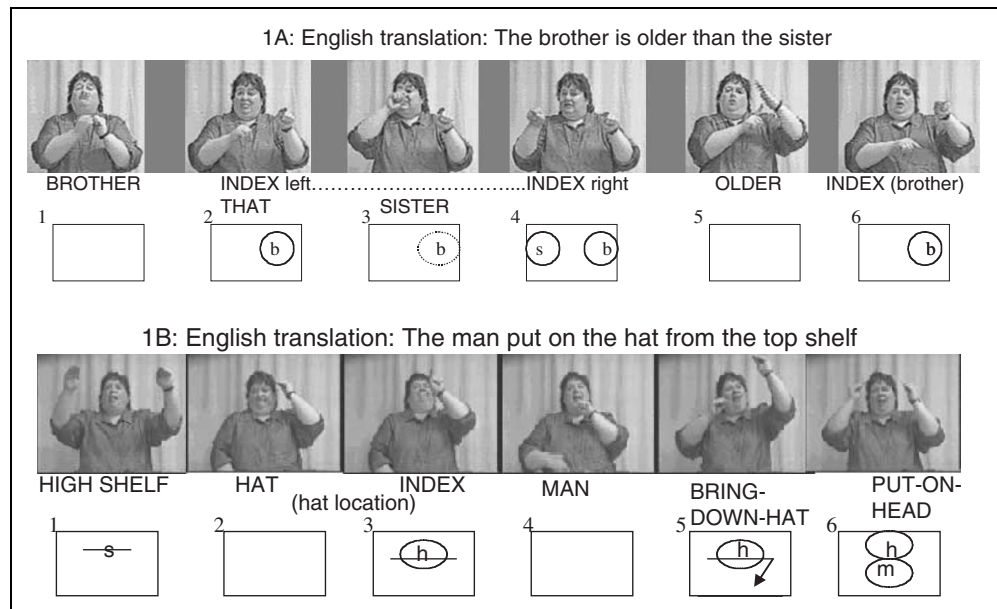 1A: English translation: The brother is older than the sister
BROTHER INDEX left................................INDEX right OLDER INDEX (brother)
THAT SISTER
1 2 3 4 5 6
b b s b b
1B: English translation: The man put on the hat from the top shelf
HIGH SHELF HAT INDEX MAN BRING- PUT-ON-
(hat location) DOWN-HAT HEAD
1 2 3 4 5 6
s h h h
m